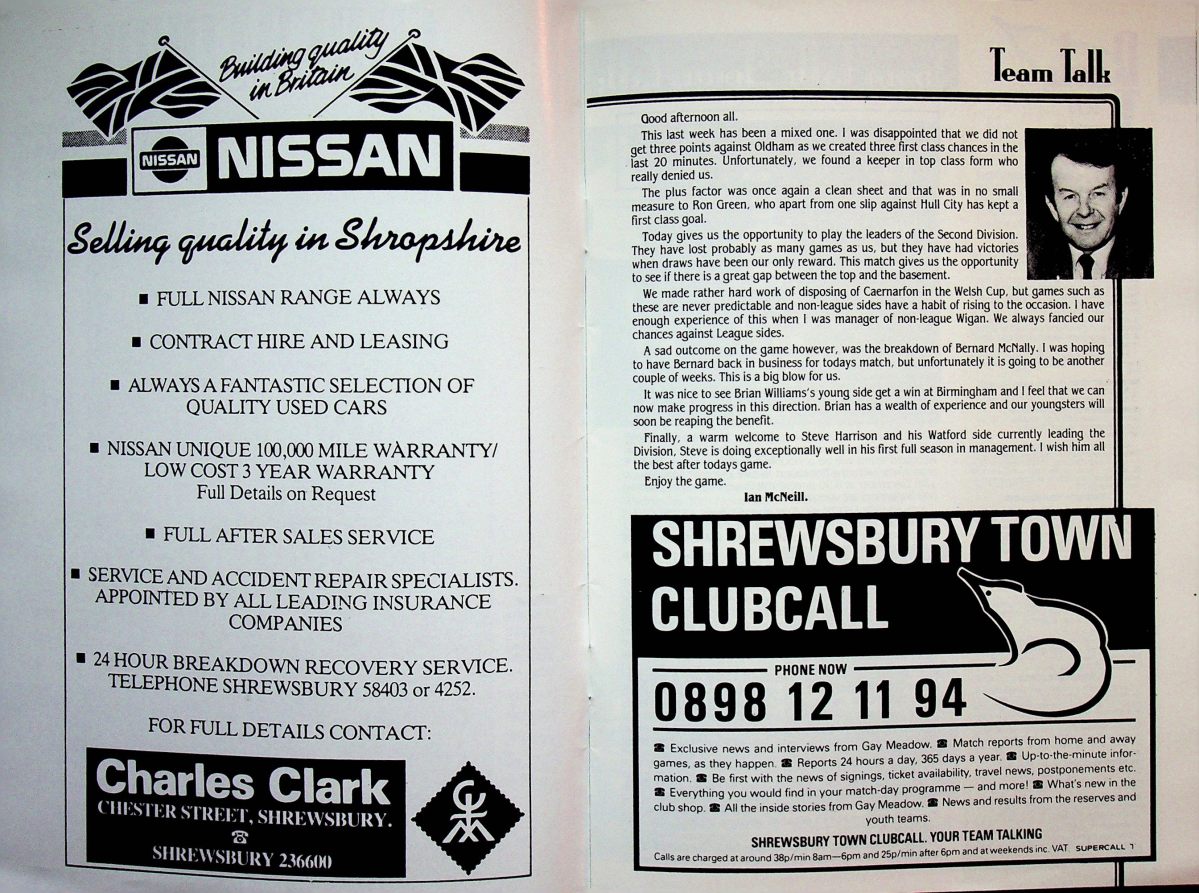 Building quality
in Britain
NISSAN
NISSAN
Selling quality in Shropshire
■ FULL NISSAN RANGE ALWAYS
■ CONTRACT HIRE AND LEASING
■ ALWAYS A FANTASTIC SELECTION OF
QUALITY USED CARS
■ NISSAN UNIQUE 100,000 MILE WARRANTY/
LOW COST 3 YEAR WARRANTY
Full Details on Request
■ FULL AFTER SALES SERVICE
■ SERVICE AND ACCIDENT REPAIR SPECIALISTS.
APPOINTED BY ALL LEADING INSURANCE
COMPANIES
■ 24 HOUR BREAKDOWN RECOVERY SERVICE.
TELEPHONE SHREWSBURY 58403 or 4252.
FOR FULL DETAILS CONTACT:
Charles Clark
CHESTER STREET, SHREWSBURY.
☎
SHREWSBURY 236600
Team Talk
Good afternoon all.
This last week has been a mixed one. I was disappointed that we did not
get three points against Oldham as we created three first class chances in the
last 20 minutes. Unfortunately, we found a keeper in top class form who
really denied us.
The plus factor was once again a clean sheet and that was in no small
measure to Ron Green, who apart from one slip against Hull City has kept a
first class goal.
Today gives us the opportunity to play the leaders of the Second Division.
They have lost probably as many games as us, but they have had victories
when draws have been our only reward. This match gives us the opportunity
to see if there is a great gap between the top and the basement.
We made rather hard work of disposing of Caernarfon in the Welsh Cup, but games such as
these are never predictable and non-league sides have a habit of rising to the occasion. I have
enough experience of this when I was manager of non-league Wigan. We always fancied our
chances against League sides.
A sad outcome on the game however, was the breakdown of Bernard McNally. I was hoping
to have Bernard back in business for todays match, but unfortunately it is going to be another
couple of weeks. This is a big blow for us.
It was nice to see Brian Williams's young side get a win at Birmingham and I feel that we can
now make progress in this direction. Brian has a wealth of experience and our youngsters will
soon be reaping the benefit.
Finally, a warm welcome to Steve Harrison and his Watford side currently leading the
Division, Steve is doing exceptionally well in his first full season in management. I wish him all
the best after todays game.
Enjoy the game.
Ian McNeill.
SHREWSBURY TOWN
CLUBCALL
PHONE NOW
0898 12 11 94
☎ Exclusive news and interviews from Gay Meadow. ☎ Match reports from home and away
games, as they happen. ☎ Reports 24 hours a day, 365 days a year. ☎ Up-to-the-minute infor-
mation. ☎ Be first with the news of signings, ticket availability, travel news, postponements etc.
☎ Everything you would find in your match-day programme — and more! ☎ What's new in the
club shop. ☎ All the inside stories from Gay Meadow. ☎ News and results from the reserves and
youth teams.
SHREWSBURY TOWN CLUBCALL. YOUR TEAM TALKING
Calls are charged at around 38p/min 8am—6pm and 25p/min after 6pm and at weekends inc. VAT. SUPERCALL 1